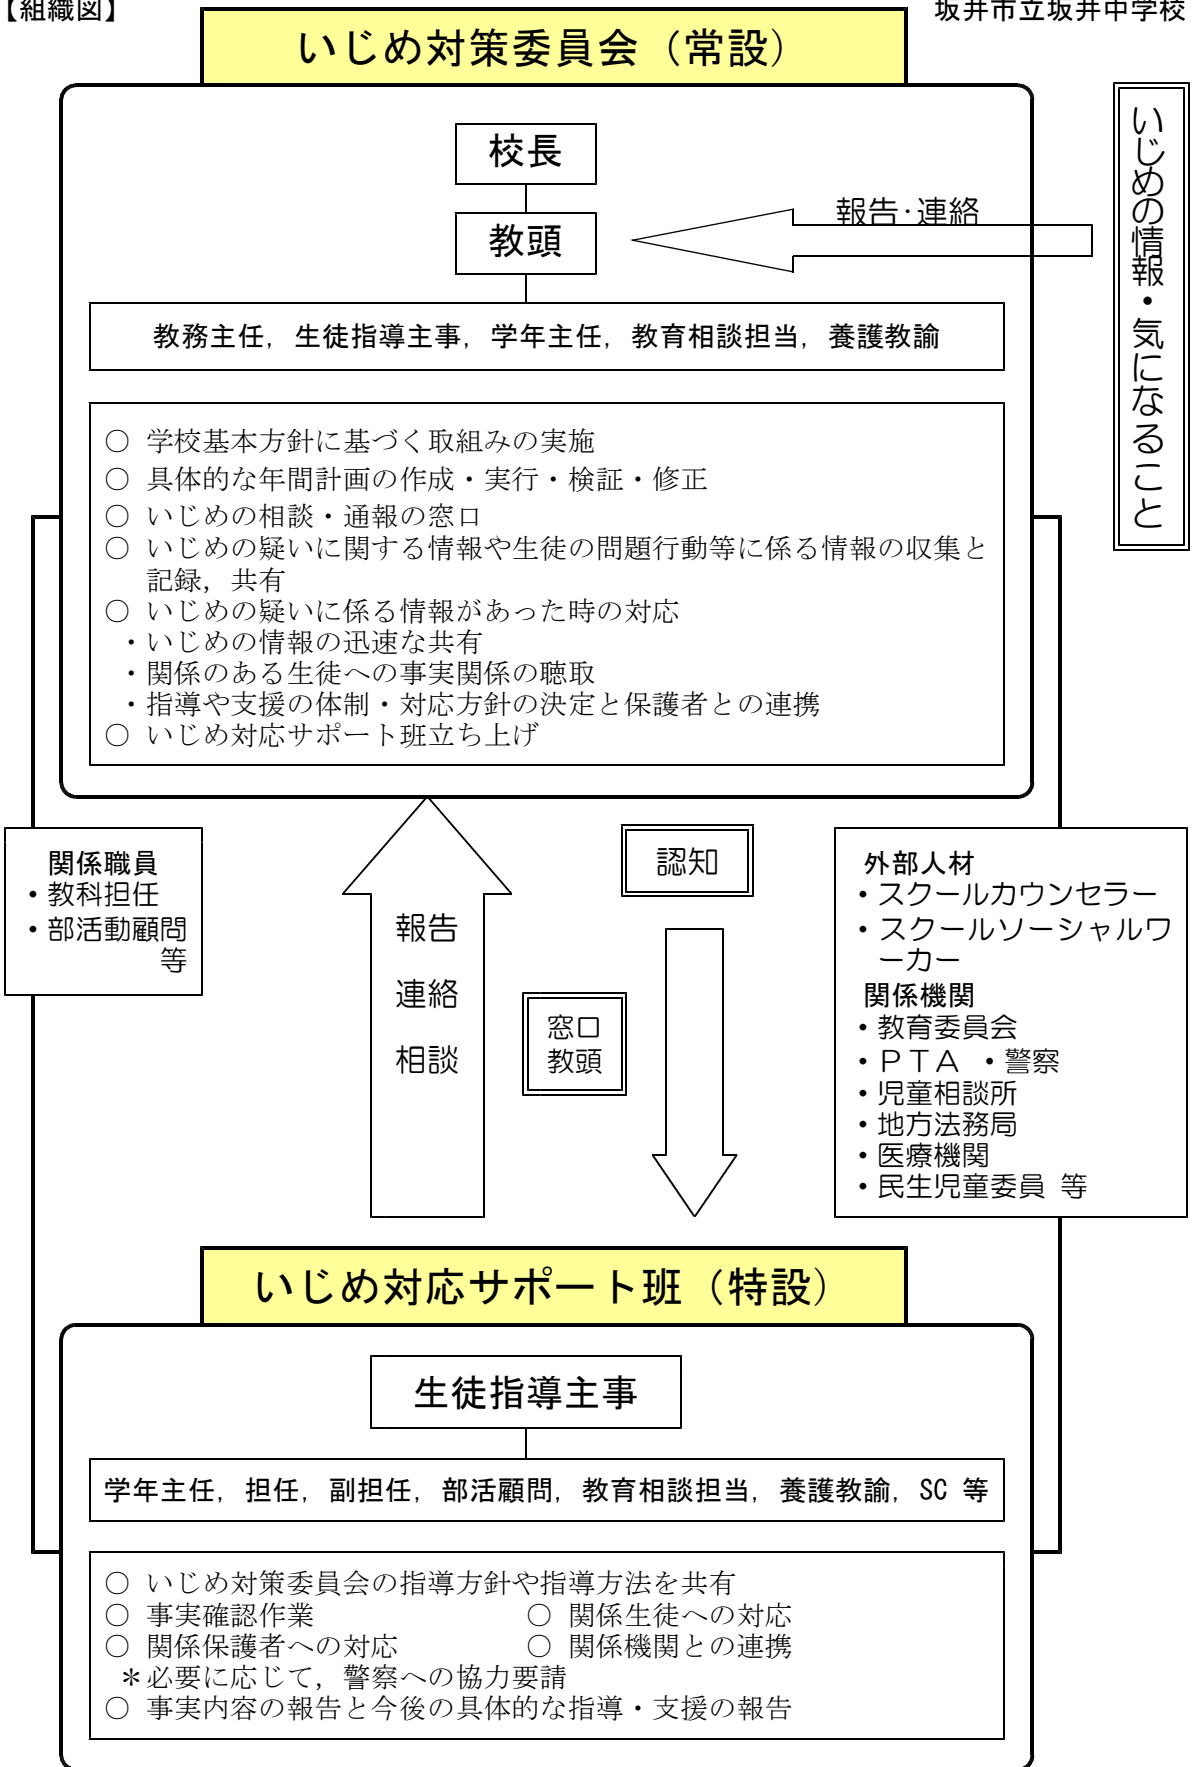 【組織図】
坂井市立坂井中学校
いじめ対策委員会（常設）
校長
教頭
報告・連絡
いじめの情報・気になること
教務主任，生徒指導主事，学年主任，教育相談担当，養護教諭
○ 学校基本方針に基づく取組みの実施
○ 具体的な年間計画の作成・実行・検証・修正
○ いじめの相談・通報の窓口
○ いじめの疑いに関する情報や生徒の問題行動等に係る情報の収集と
記録，共有
○ いじめの疑いに係る情報があった時の対応
・いじめの情報の迅速な共有
・関係のある生徒への事実関係の聴取
・指導や支援の体制・対応方針の決定と保護者との連携
○ いじめ対応サポート班立ち上げ
関係職員
・教科担任
・部活動顧問
等
報告
連絡
相談
認知
窓口
教頭
外部人材
・スクールカウンセラー
・スクールソーシャルワ
ーカー
関係機関
・教育委員会
・ＰＴＡ ・警察
・児童相談所
・地方法務局
・医療機関
・民生児童委員 等
いじめ対応サポート班（特設）
生徒指導主事
学年主任，担任，副担任，部活顧問，教育相談担当，養護教諭，SC 等
○ いじめ対策委員会の指導方針や指導方法を共有
○ 事実確認作業 ○ 関係生徒への対応
○ 関係保護者への対応 ○ 関係機関との連携
＊必要に応じて，警察への協力要請
○ 事実内容の報告と今後の具体的な指導・支援の報告